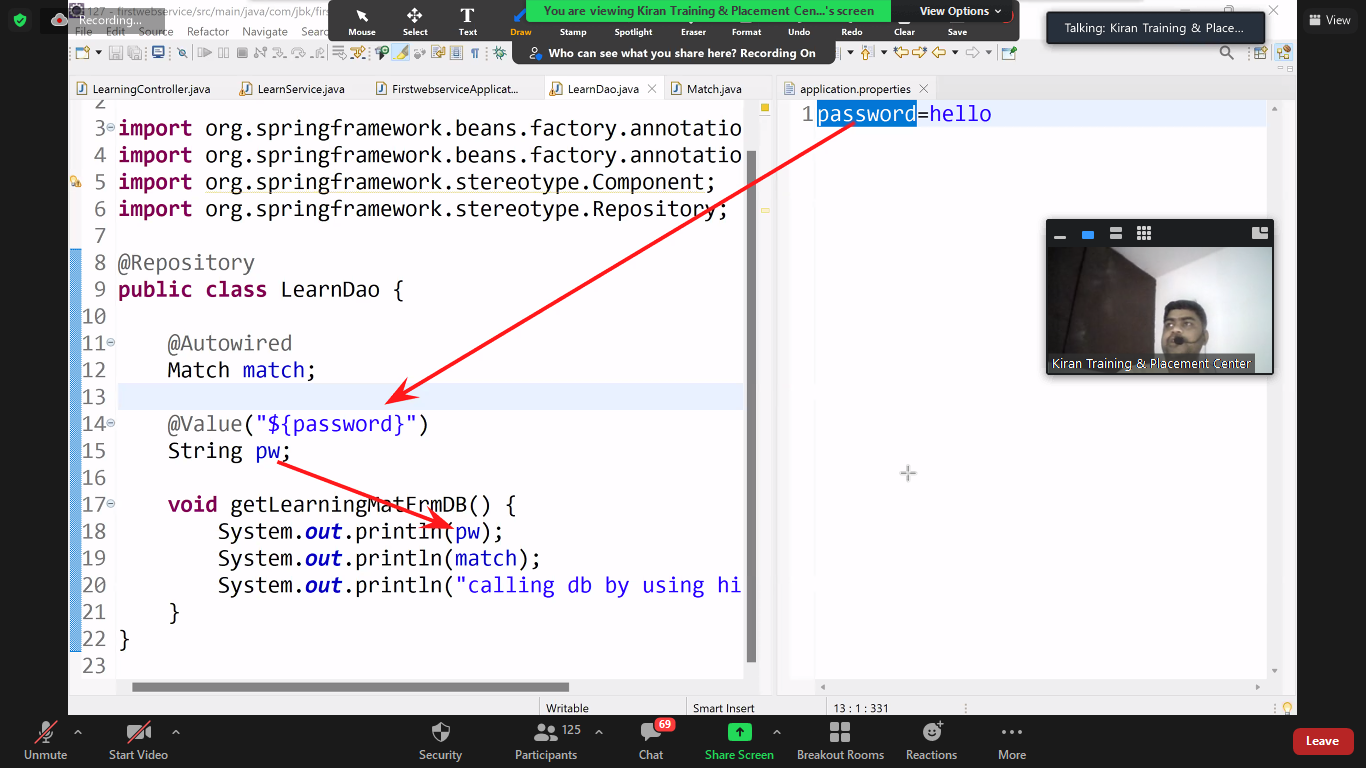 127 - firstwebservice/src/main/java/com/jbk/firs
Recording...
You are viewing Kiran Training & Placement Cen...'s screen
View Options
View
File Edit Source Refactor Navigate Searc
Mouse Select Text Draw Stamp Spotlight Eraser Format Undo Redo Clear Save
Talking: Kiran Training & Place...
Who can see what you share here? Recording On
LearningController.java LearnService.java FirstwebserviceApplicat... LearnDao.java Match.java application.properties
2
3 import org.springframework.beans.factory.annotatio
4 import org.springframework.beans.factory.annotatio
5 import org.springframework.stereotype.Component;
6 import org.springframework.stereotype.Repository;
7
8 @Repository
9 public class LearnDao {
10
11 @Autowired
12 Match match;
13
14 @Value("${password}")
15 String pw;
16
17 void getLearningMatFrmDB() {
18 System.out.println(pw);
19 System.out.println(match);
20 System.out.println("calling db by using hi
21 }
22 }
23
1 password=hello
Kiran Training & Placement Center
Writable Smart Insert 13 : 1 : 331
Unmute Start Video Security Participants 125 Chat 69 Share Screen Breakout Rooms Reactions More Leave